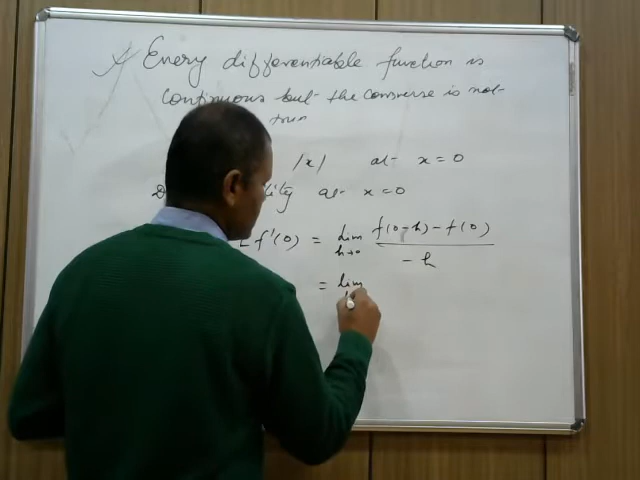 Every differentiable function is
continuous but the converse is not
true
|x| at x = 0
at x = 0
Lf'(0) = lim h→0 f(0-h) - f(0) / -h
= lim